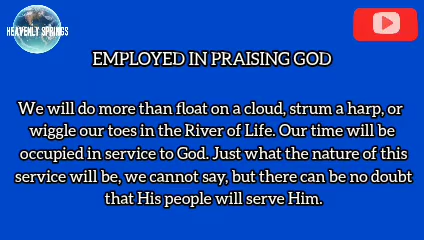 HEAVENLY SPRINGS
EMPLOYED IN PRAISING GOD
We will do more than float on a cloud, strum a harp, or
wiggle our toes in the River of Life. Our time will be
occupied in service to God. Just what the nature of this
service will be, we cannot say, but there can be no doubt
that His people will serve Him.